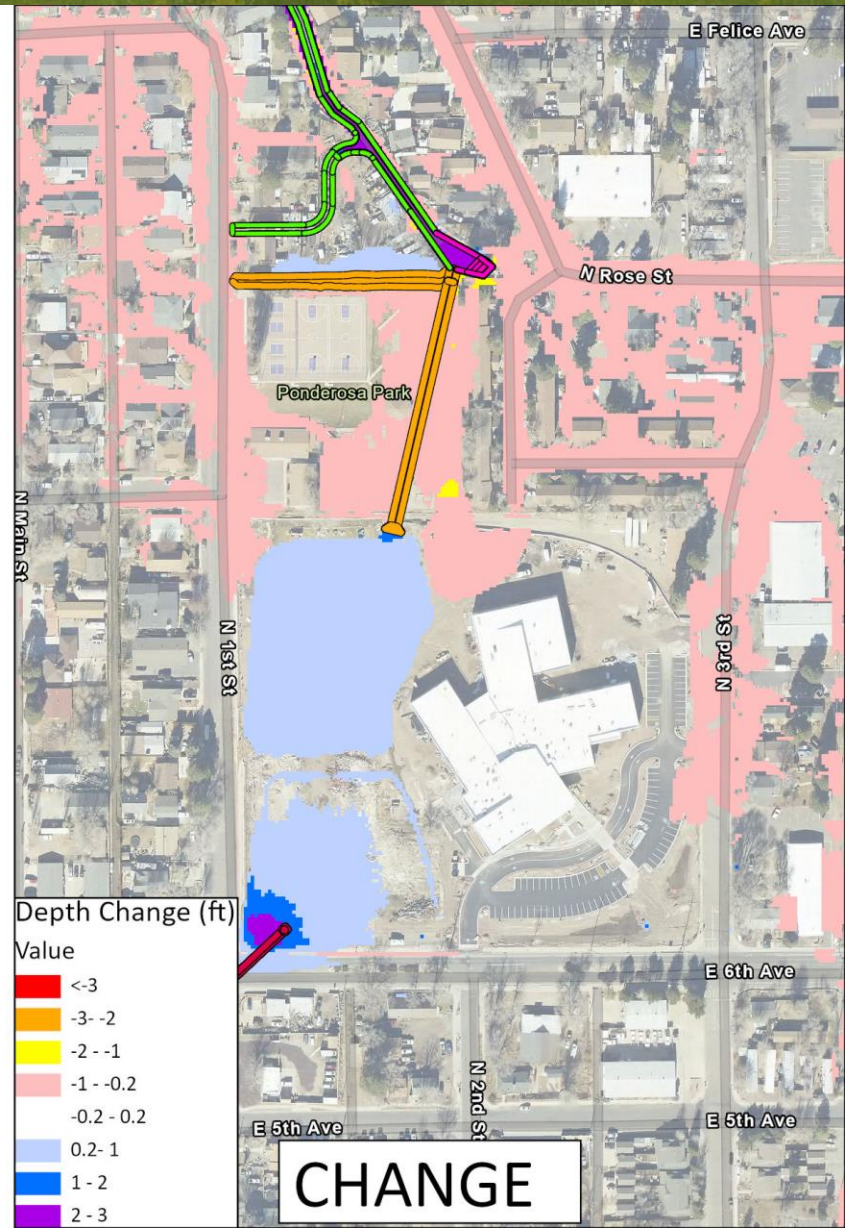 E Felice Ave
N Rose St
Ponderosa Park
N Main St
N 1st St
N 3rd St
Depth Change (ft)
Value
<-3
-3- -2
-2 - -1
-1 - -0.2
-0.2 - 0.2
0.2- 1
1 - 2
2 - 3
E 6th Ave
N 2nd St
E 5th Ave
E 5th Ave
CHANGE